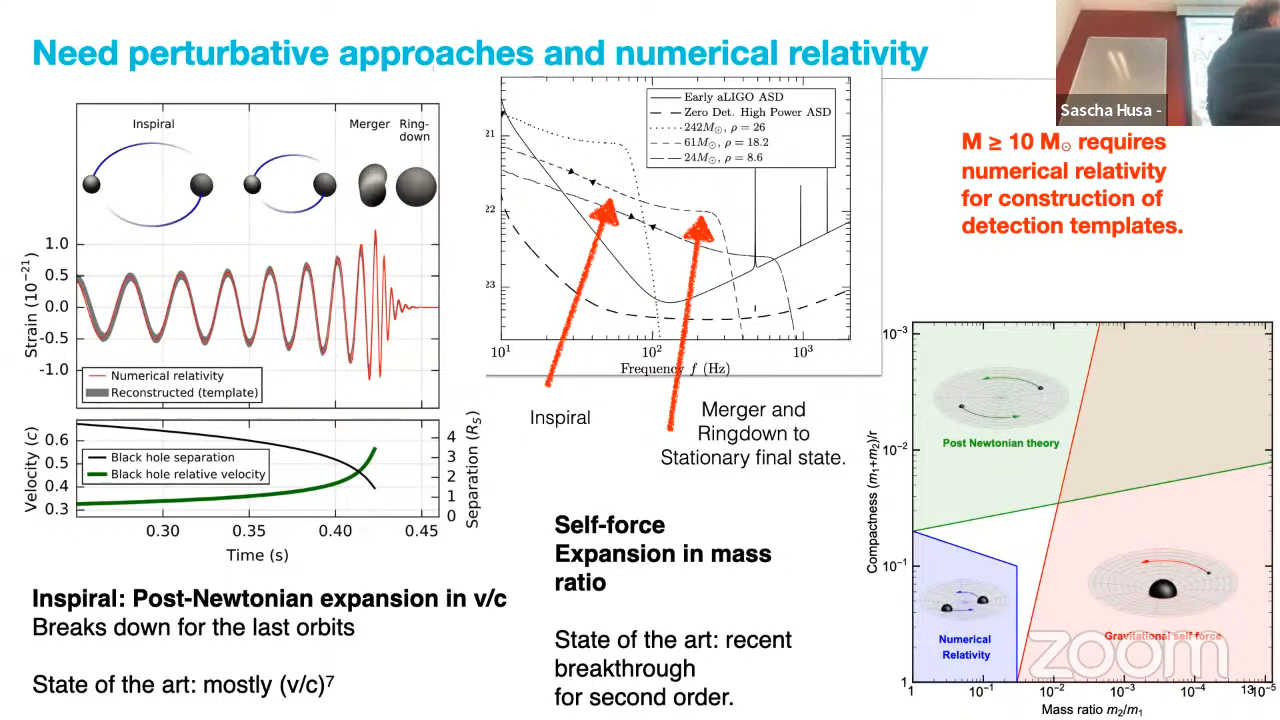 Need perturbative approaches and numerical relativity
Sascha Husa -
Inspiral
Merger
Ring-
down
1.0
0.5
0.0
-0.5
-1.0
Strain (10⁻²¹)
Numerical relativity
Reconstructed (template)
0.6
0.5
0.4
0.3
Velocity (c)
Black hole separation
Black hole relative velocity
4
3
2
1
0
Separation (R_S)
0.30
0.35
0.40
0.45
Time (s)
Early aLIGO ASD
Zero Det. High Power ASD
242M⊙, ρ = 26
61M⊙, ρ = 18.2
24M⊙, ρ = 8.6
21
22
23
10¹
10²
10³
Frequency f (Hz)
Inspiral
Merger and
Ringdown to
Stationary final state.
M ≥ 10 M⊙ requires
numerical relativity
for construction of
detection templates.
Inspiral: Post-Newtonian expansion in v/c
Breaks down for the last orbits
State of the art: mostly (v/c)⁷
Self-force
Expansion in mass
ratio
State of the art: recent
breakthrough
for second order.
10⁻³
10⁻²
10⁻¹
1
Compactness (m₁+m₂)/r
Post Newtonian theory
Numerical
Relativity
Gravitational self force
zoom
1
10⁻¹
10⁻²
10⁻³
10⁻⁴
13
10⁻⁵
Mass ratio m₂/m₁